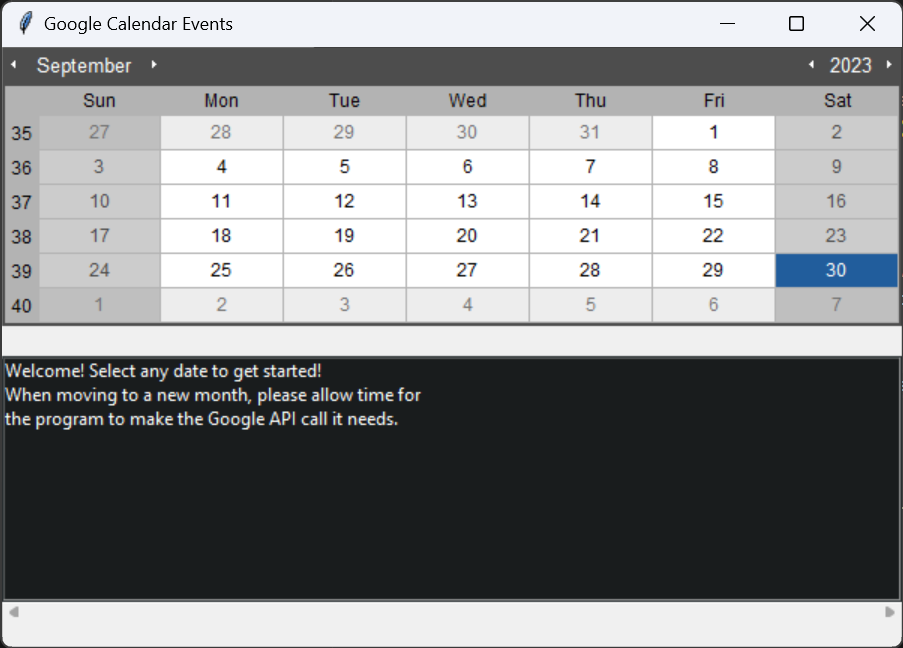 Google Calendar Events
September 2023
Sun Mon Tue Wed Thu Fri Sat
35 27 28 29 30 31 1 2
36 3 4 5 6 7 8 9
37 10 11 12 13 14 15 16
38 17 18 19 20 21 22 23
39 24 25 26 27 28 29 30
40 1 2 3 4 5 6 7
Welcome! Select any date to get started!
When moving to a new month, please allow time for
the program to make the Google API call it needs.